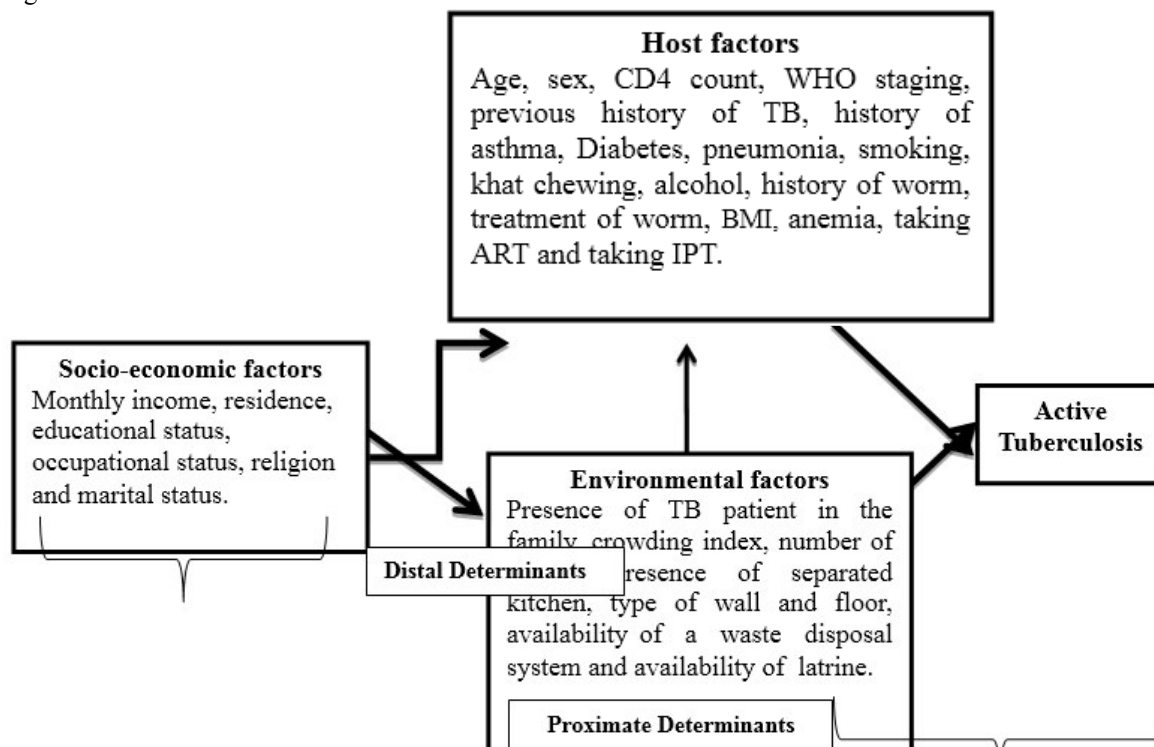 Host factors
Age, sex, CD4 count, WHO staging,
previous history of TB, history of
asthma, Diabetes, pneumonia, smoking,
khat chewing, alcohol, history of worm,
treatment of worm, BMI, anemia, taking
ART and taking IPT.
Socio-economic factors
Monthly income, residence,
educational status,
occupational status, religion
and marital status.
Active
Tuberculosis
Environmental factors
Presence of TB patient in the
family, crowding index, number of
resence of separated
kitchen, type of wall and floor,
availability of a waste disposal
system and availability of latrine.
Distal Determinants
Proximate Determinants